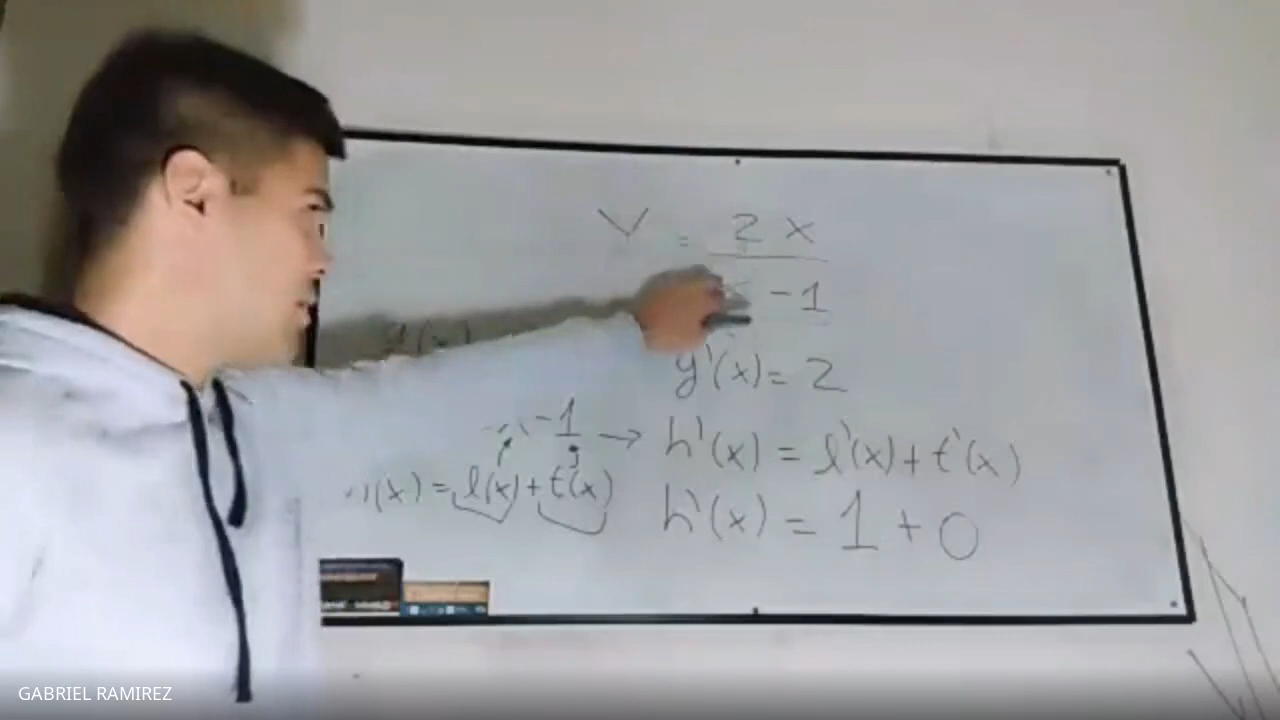 Y = 2x
-1
y'(x) = 2
-1 → h'(x) = l'(x) + t'(x)
(x) = l(x) + t(x)
h'(x) = 1 + 0
GABRIEL RAMIREZ